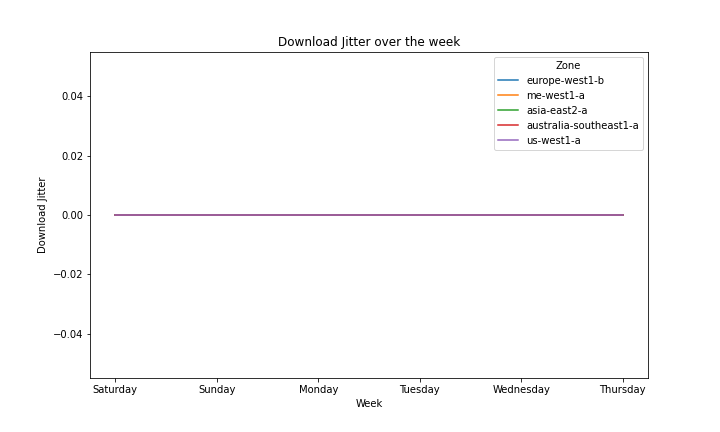 Download Jitter over the week
Zone
europe-west1-b
me-west1-a
asia-east2-a
australia-southeast1-a
us-west1-a
Download Jitter
0.04
0.02
0.00
−0.02
−0.04
Saturday Sunday Monday Tuesday Wednesday Thursday
Week